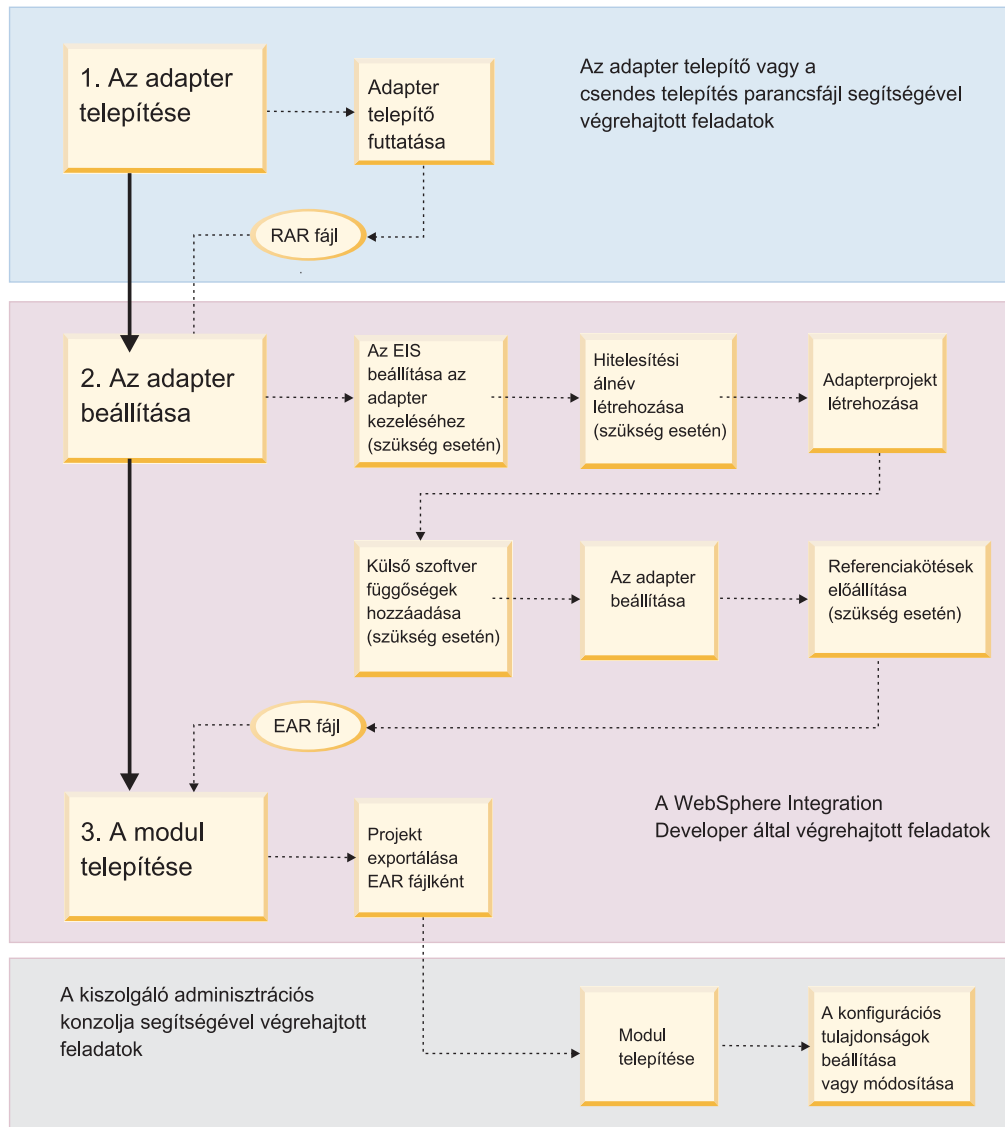 1. Az adapter
telepítése
Adapter
telepítő
futtatása
Az adapter telepítő vagy a
csendes telepítés parancsfájl segítségével
végrehajtott feladatok
RAR fájl
2. Az adapter
beállítása
Az EIS
beállítása az
adapter
kezeléséhez
(szükség esetén)
Hitelesítési
álnév
létrehozása
(szükség esetén)
Adapterprojekt
létrehozása
Külső szoftver
függőségek
hozzáadása
(szükség esetén)
Az adapter
beállítása
Referenciakötések
előállítása
(szükség esetén)
EAR fájl
3. A modul
telepítése
Projekt
exportálása
EAR fájlként
A WebSphere Integration
Developer által végrehajtott feladatok
A kiszolgáló adminisztrációs
konzolja segítségével végrehajtott
feladatok
Modul
telepítése
A konfigurációs
tulajdonságok
beállítása
vagy módosítása